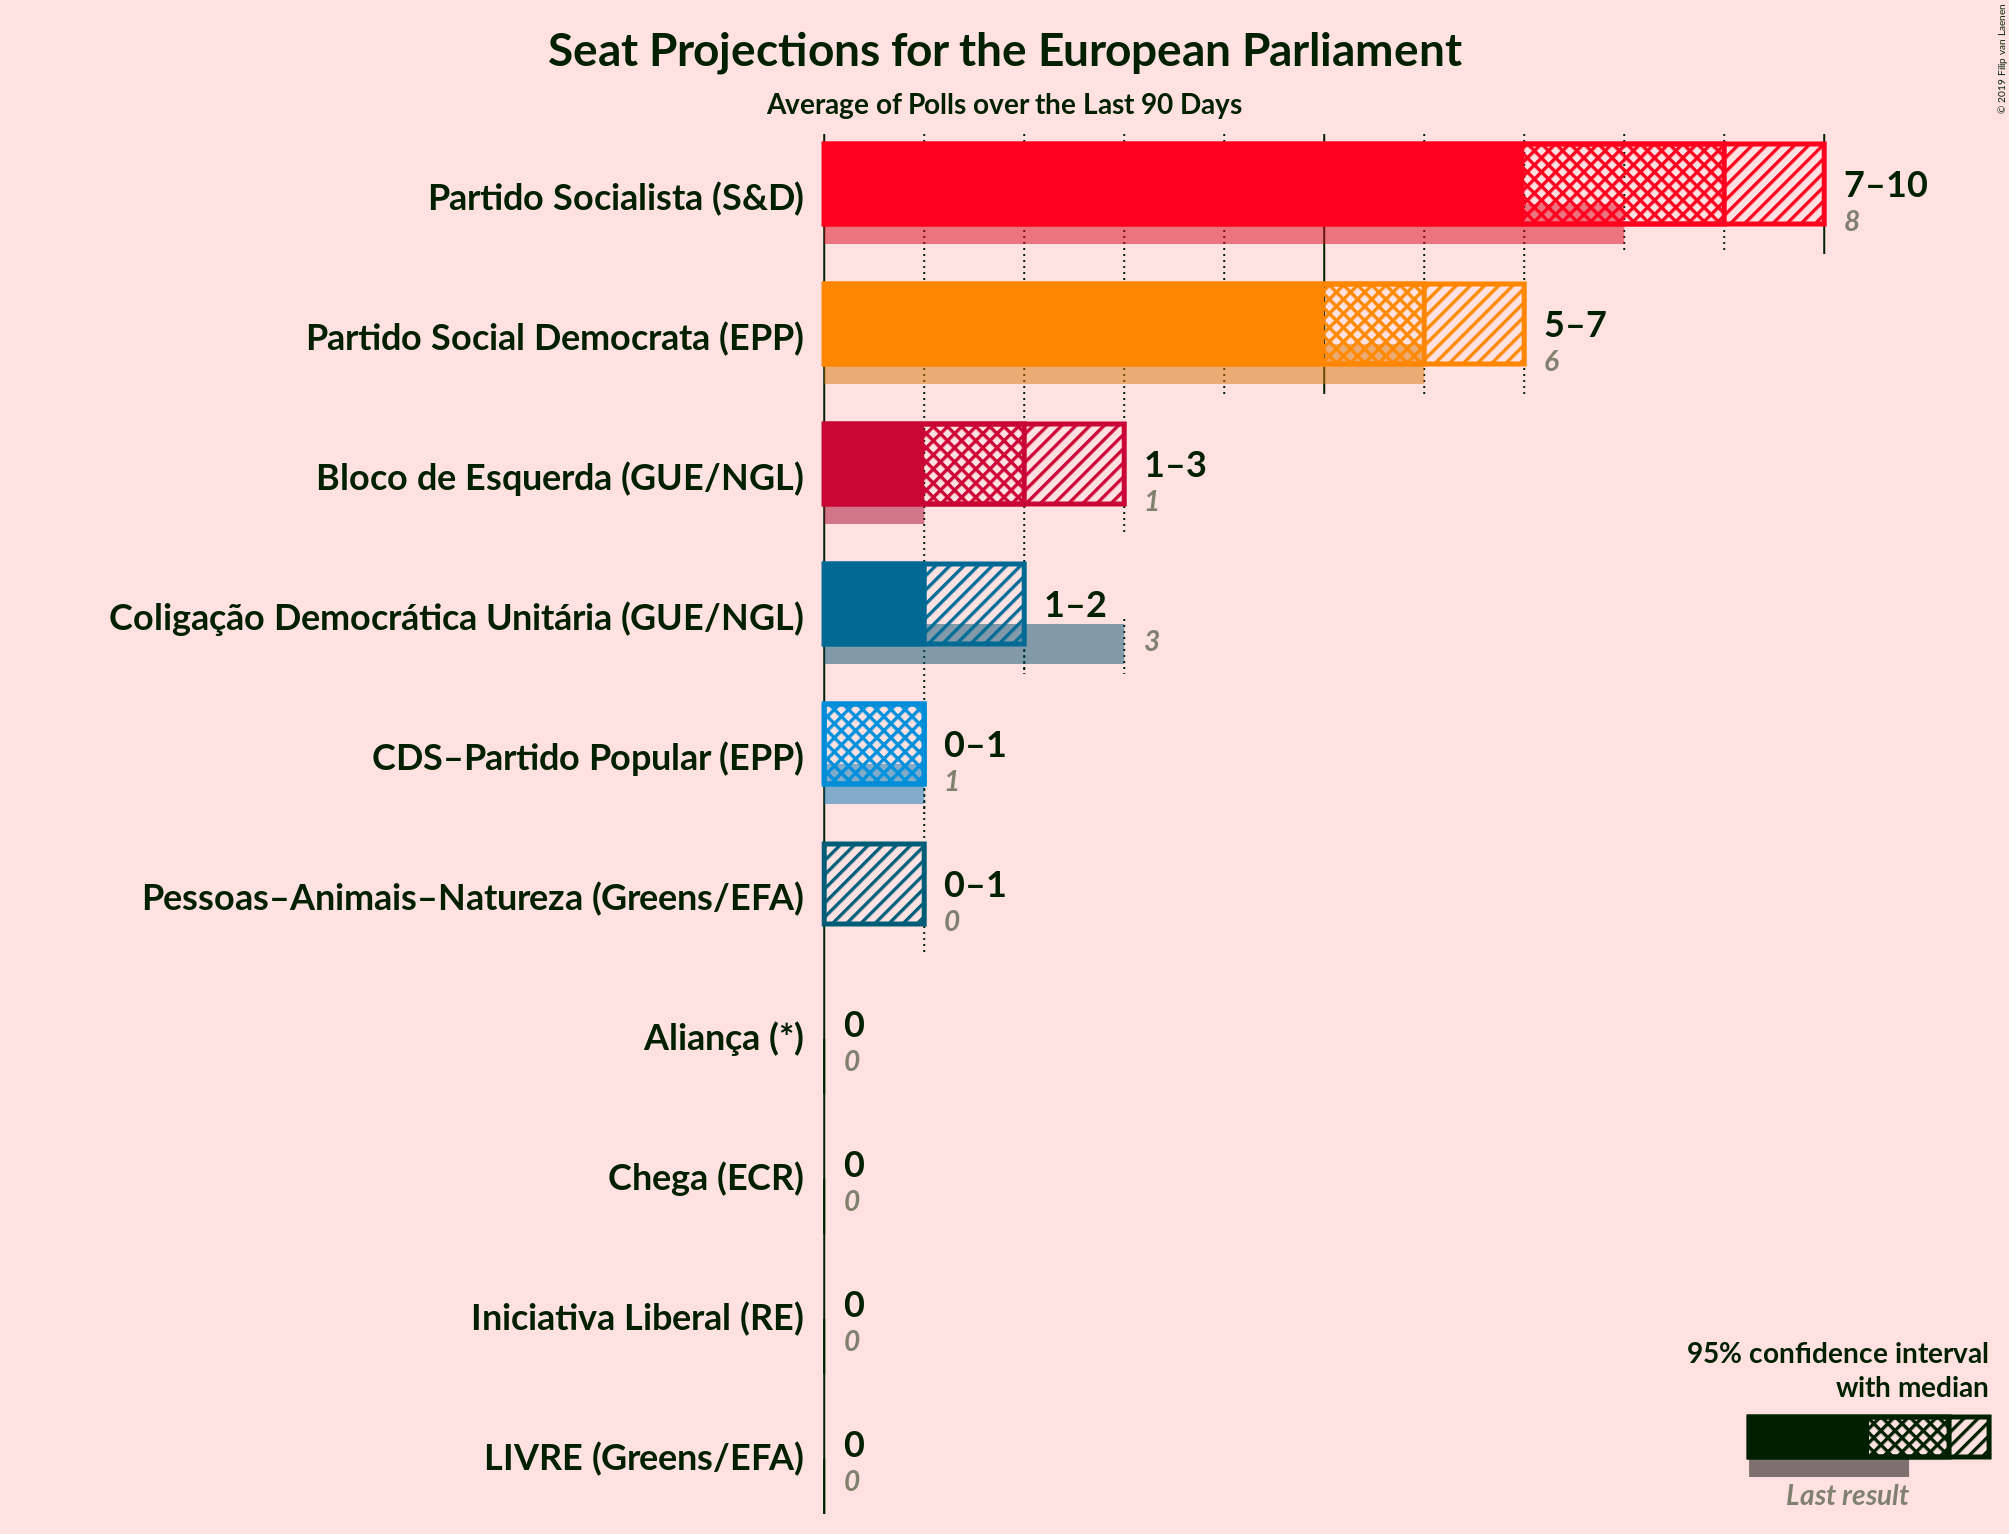 Seat Projections for the European Parliament
Average of Polls over the Last 90 Days
© 2019 Filip van Laenen
Partido Socialista (S&D)
7–10
8
Partido Social Democrata (EPP)
5–7
6
Bloco de Esquerda (GUE/NGL)
1–3
1
Coligação Democrática Unitária (GUE/NGL)
1–2
3
CDS–Partido Popular (EPP)
0–1
1
Pessoas–Animais–Natureza (Greens/EFA)
0–1
0
Aliança (*)
0
0
Chega (ECR)
0
0
Iniciativa Liberal (RE)
0
0
LIVRE (Greens/EFA)
0
0
95% confidence interval
with median
Last result